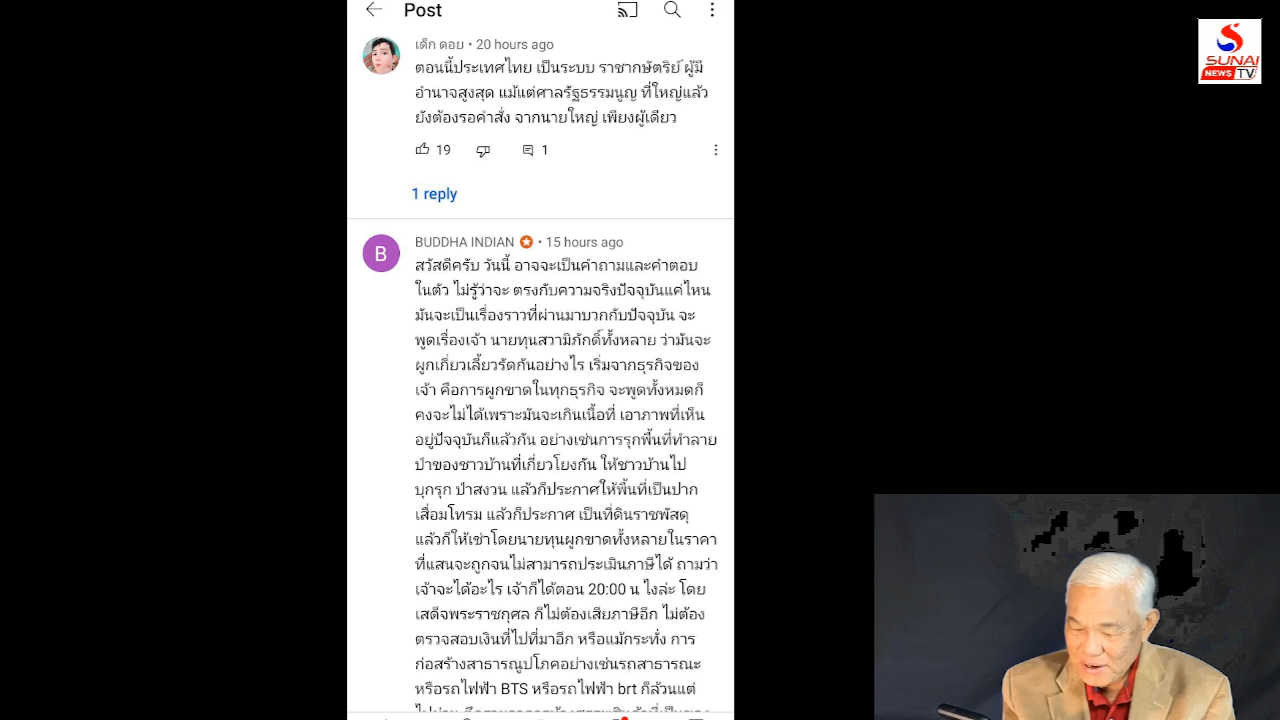 Post
SUNAI
NEWS TV
เด็ก ดอย • 20 hours ago
ตอนนี้ประเทศไทย เป็นระบบ ราชากษัตริย์ ผู้มี
อำนาจสูงสุด แม้แต่ศาลรัฐธรรมนูญ ที่ใหญ่แล้ว
ยังต้องรอคำสั่ง จากนายใหญ่ เพียงผู้เดียว
19 1
1 reply
B
BUDDHA INDIAN • 15 hours ago
สวัสดีครับ วันนี้ อาจจะเป็นคำถามและคำตอบ
ในตัว ไม่รู้ว่าจะ ตรงกับความจริงปัจจุบันแค่ไหน
มันจะเป็นเรื่องราวที่ผ่านมาบวกกับปัจจุบัน จะ
พูดเรื่องเจ้า นายทุนสวามิภักดิ์ทั้งหลาย ว่ามันจะ
ผูกเกี่ยวเลี้ยวรัดกันอย่างไร เริ่มจากธุรกิจของ
เจ้า คือการผูกขาดในทุกธุรกิจ จะพูดทั้งหมดก็
คงจะไม่ได้เพราะมันจะเกินเนื้อที่ เอาภาพที่เห็น
อยู่ปัจจุบันก็แล้วกัน อย่างเช่นการรุกพื้นที่ทำลาย
ป่าของชาวบ้านที่เกี่ยวโยงกัน ให้ชาวบ้านไป
บุกรุก ป่าสงวน แล้วก็ประกาศให้พื้นที่เป็นปาก
เสื่อมโทรม แล้วก็ประกาศ เป็นที่ดินราชพัสดุ
แล้วก็ให้เช่าโดยนายทุนผูกขาดทั้งหลายในราคา
ที่แสนจะถูกจนไม่สามารถประเมินภาษีได้ ถามว่า
เจ้าจะได้อะไร เจ้าก็ได้ตอน 20:00 น ไงล่ะ โดย
เสด็จพระราชกุศล ก็ไม่ต้องเสียภาษีอีก ไม่ต้อง
ตรวจสอบเงินที่ไปที่มาอีก หรือแม้กระทั่ง การ
ก่อสร้างสาธารณูปโภคอย่างเช่นรถสาธารณะ
หรือรถไฟฟ้า BTS หรือรถไฟฟ้า brt ก็ล้วนแต่